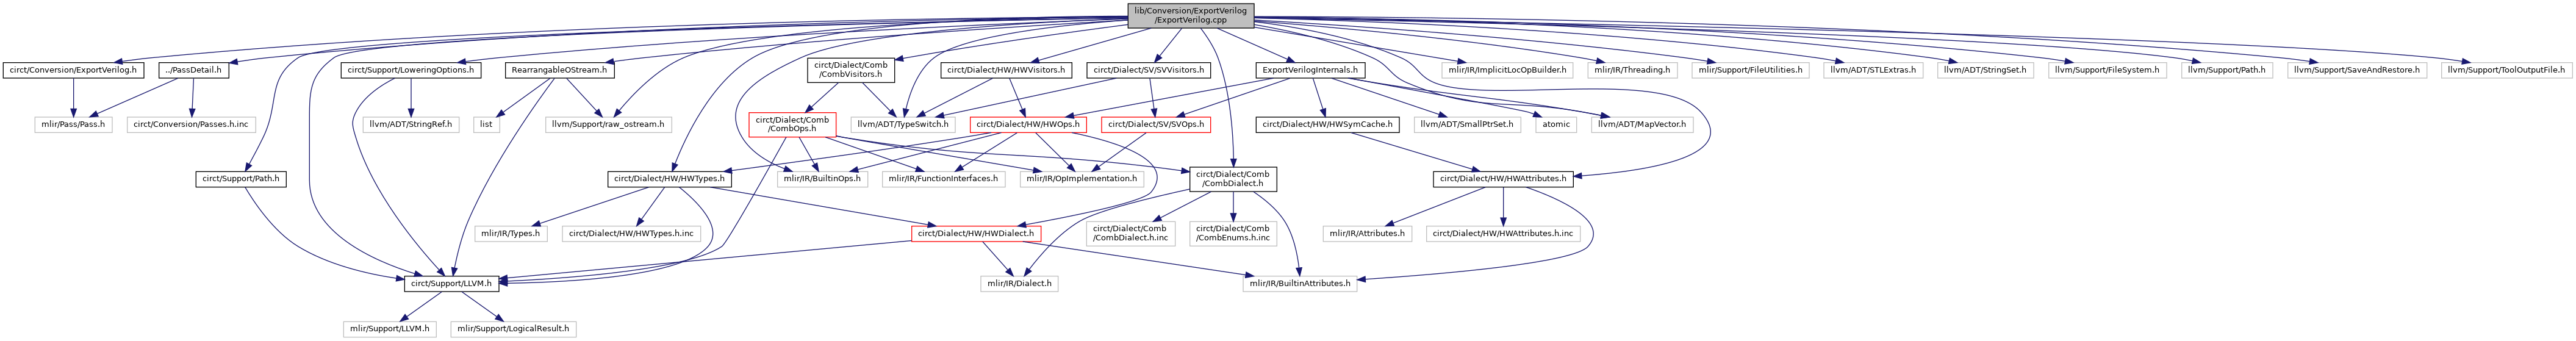 lib/Conversion/ExportVerilog
/ExportVerilog.cpp
circt/Conversion/ExportVerilog.h
../PassDetail.h
circt/Support/LoweringOptions.h
RearrangableOStream.h
circt/Dialect/Comb
/CombVisitors.h
circt/Dialect/HW/HWVisitors.h
circt/Dialect/SV/SVVisitors.h
ExportVerilogInternals.h
mlir/IR/ImplicitLocOpBuilder.h
mlir/IR/Threading.h
mlir/Support/FileUtilities.h
llvm/ADT/STLExtras.h
llvm/ADT/StringSet.h
llvm/Support/FileSystem.h
llvm/Support/Path.h
llvm/Support/SaveAndRestore.h
llvm/Support/ToolOutputFile.h
mlir/Pass/Pass.h
circt/Conversion/Passes.h.inc
llvm/ADT/StringRef.h
list
llvm/Support/raw_ostream.h
circt/Dialect/Comb
/CombOps.h
llvm/ADT/TypeSwitch.h
circt/Dialect/HW/HWOps.h
circt/Dialect/SV/SVOps.h
circt/Dialect/HW/HWSymCache.h
llvm/ADT/SmallPtrSet.h
atomic
llvm/ADT/MapVector.h
circt/Support/Path.h
circt/Dialect/HW/HWTypes.h
mlir/IR/BuiltinOps.h
mlir/IR/FunctionInterfaces.h
mlir/IR/OpImplementation.h
circt/Dialect/Comb
/CombDialect.h
circt/Dialect/HW/HWAttributes.h
mlir/IR/Types.h
circt/Dialect/HW/HWTypes.h.inc
circt/Dialect/HW/HWDialect.h
circt/Dialect/Comb
/CombDialect.h.inc
circt/Dialect/Comb
/CombEnums.h.inc
mlir/IR/Attributes.h
circt/Dialect/HW/HWAttributes.h.inc
circt/Support/LLVM.h
mlir/IR/Dialect.h
mlir/IR/BuiltinAttributes.h
mlir/Support/LLVM.h
mlir/Support/LogicalResult.h